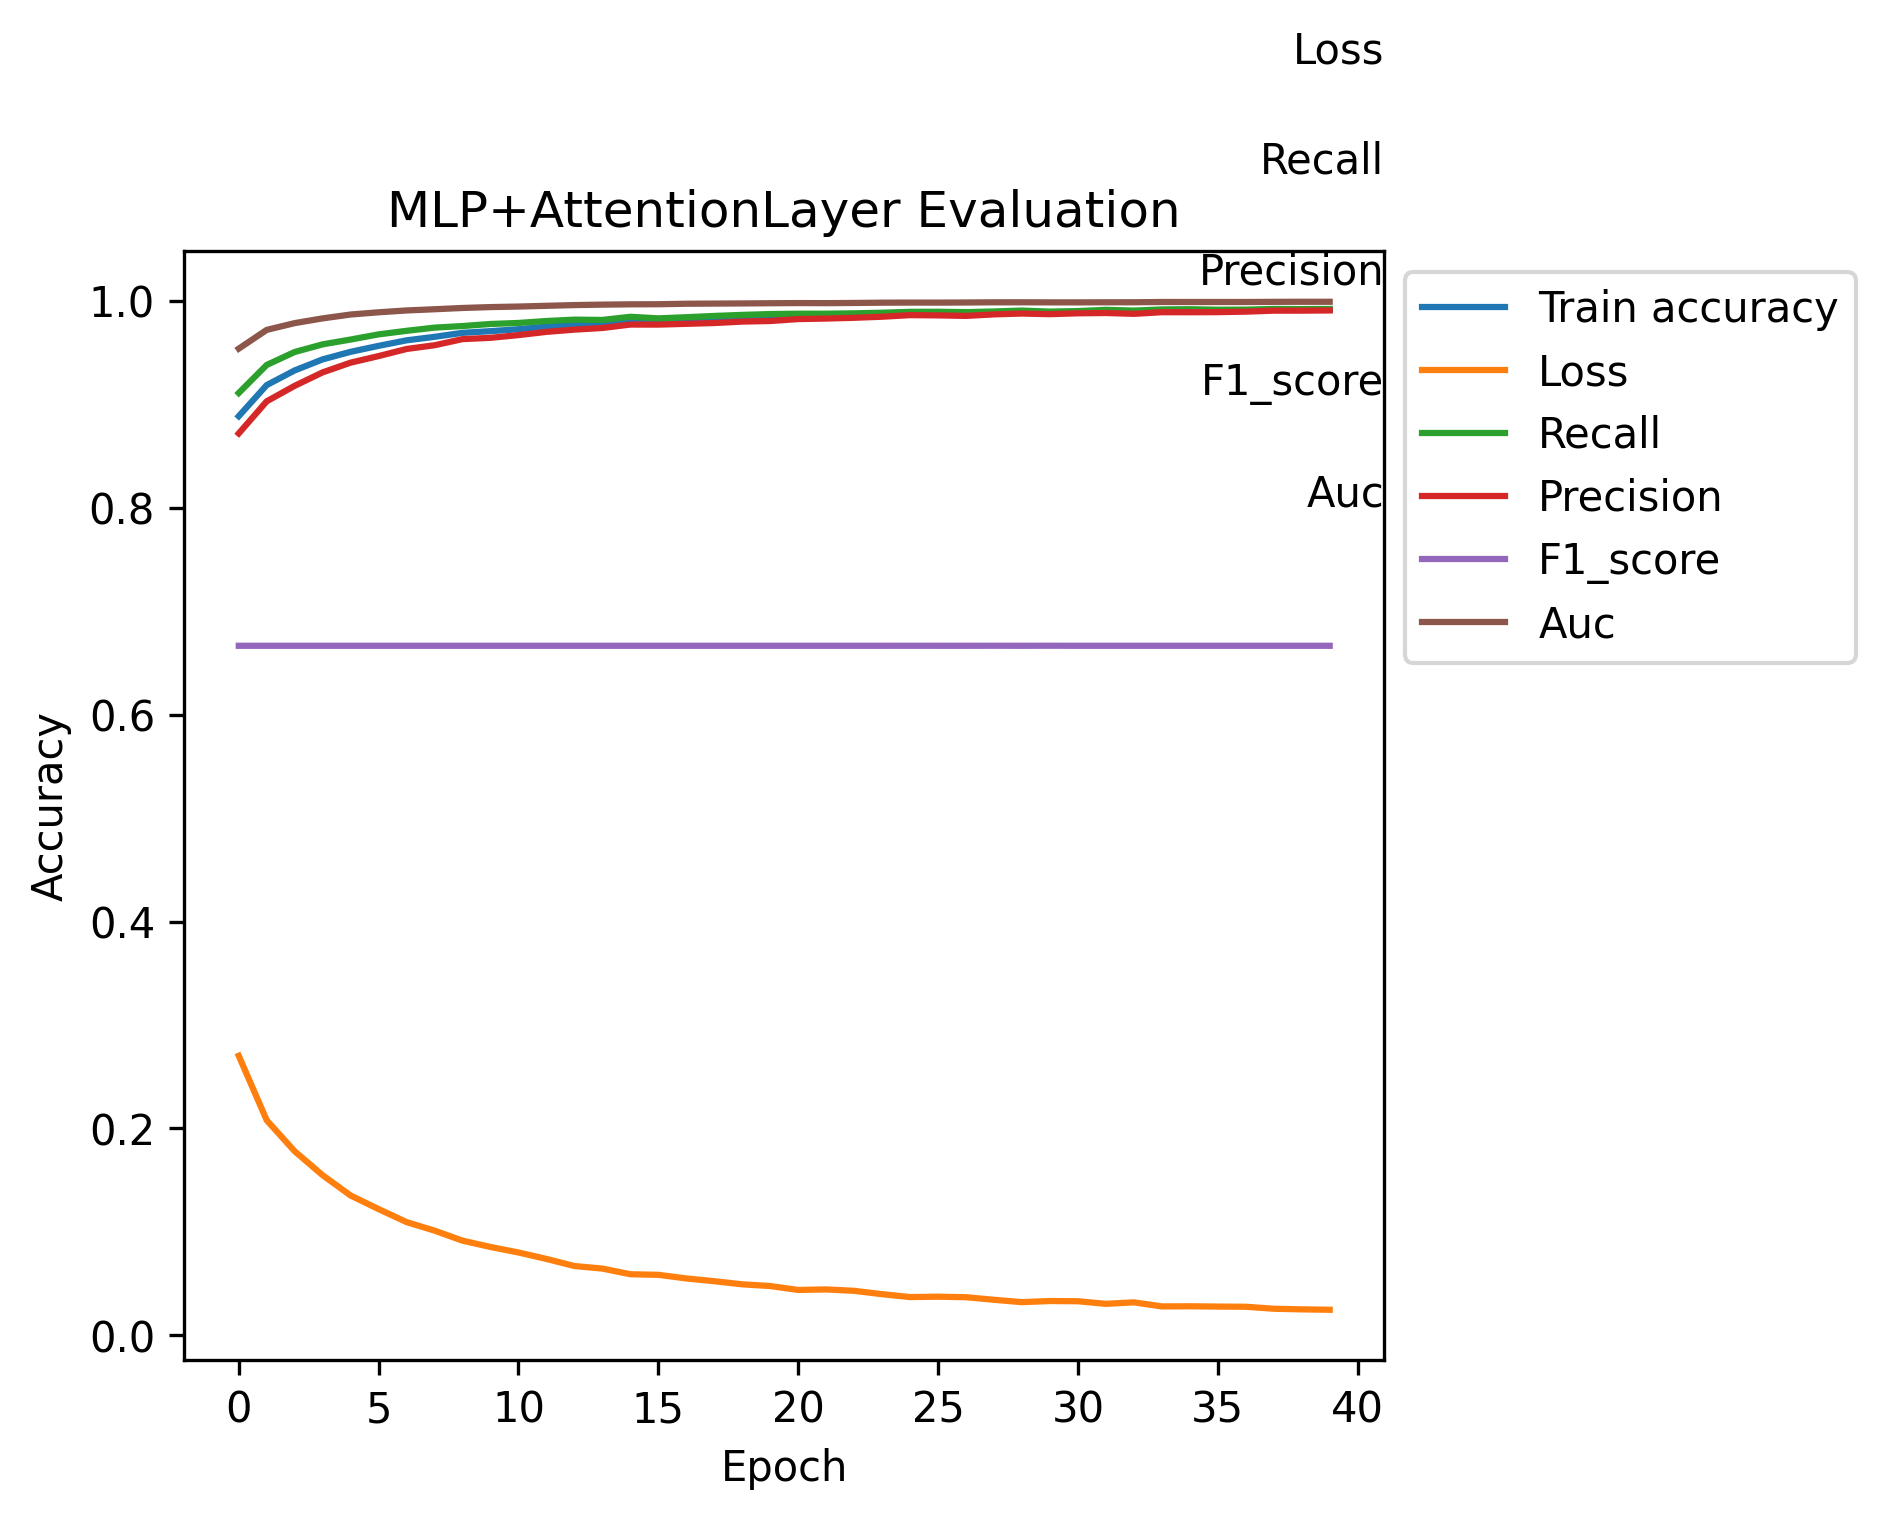 Loss
Recall
MLP+AttentionLayer Evaluation
Precision
F1_score
Auc
1.0
0.8
0.6
0.4
0.2
0.0
Accuracy
0 5 10 15 20 25 30 35 40
Epoch
Train accuracy
Loss
Recall
Precision
F1_score
Auc